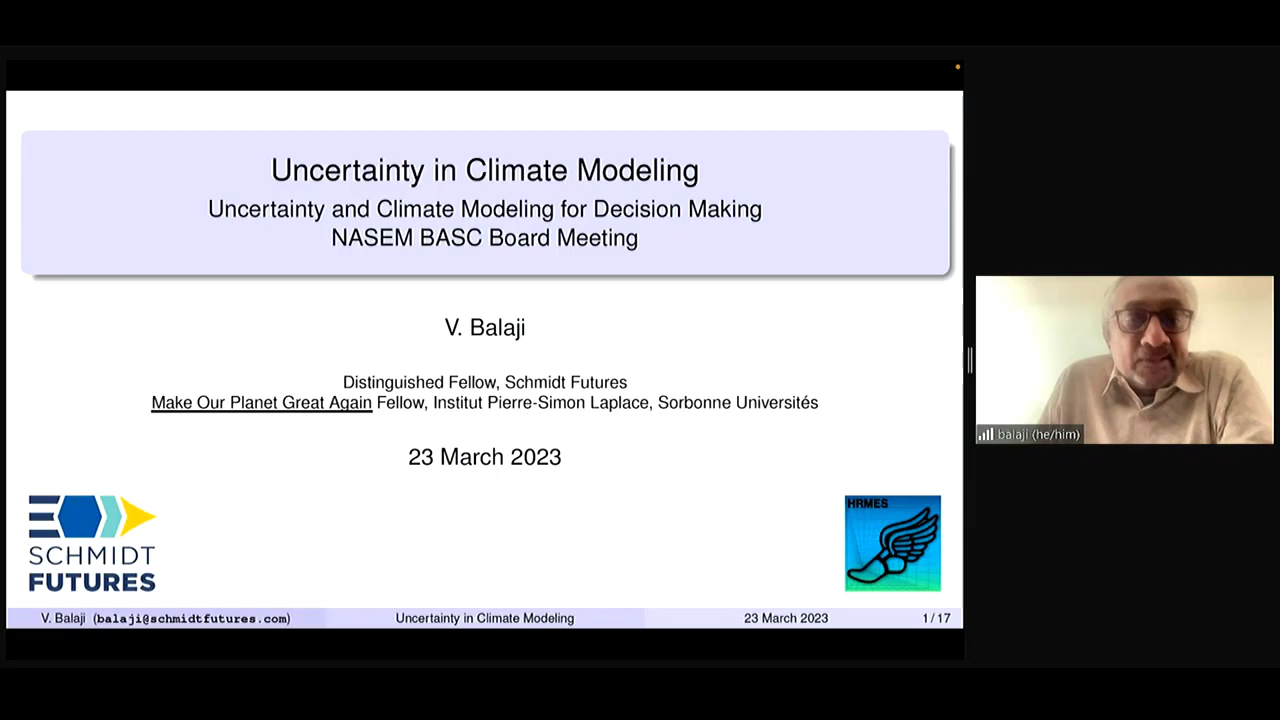 Uncertainty in Climate Modeling
Uncertainty and Climate Modeling for Decision Making
NASEM BASC Board Meeting
V. Balaji
Distinguished Fellow, Schmidt Futures
Make Our Planet Great Again Fellow, Institut Pierre-Simon Laplace, Sorbonne Universités
23 March 2023
SCHMIDT
FUTURES
HRMES
V. Balaji (balaji@schmidtfutures.com)
Uncertainty in Climate Modeling
23 March 2023
1 / 17
balaji (he/him)